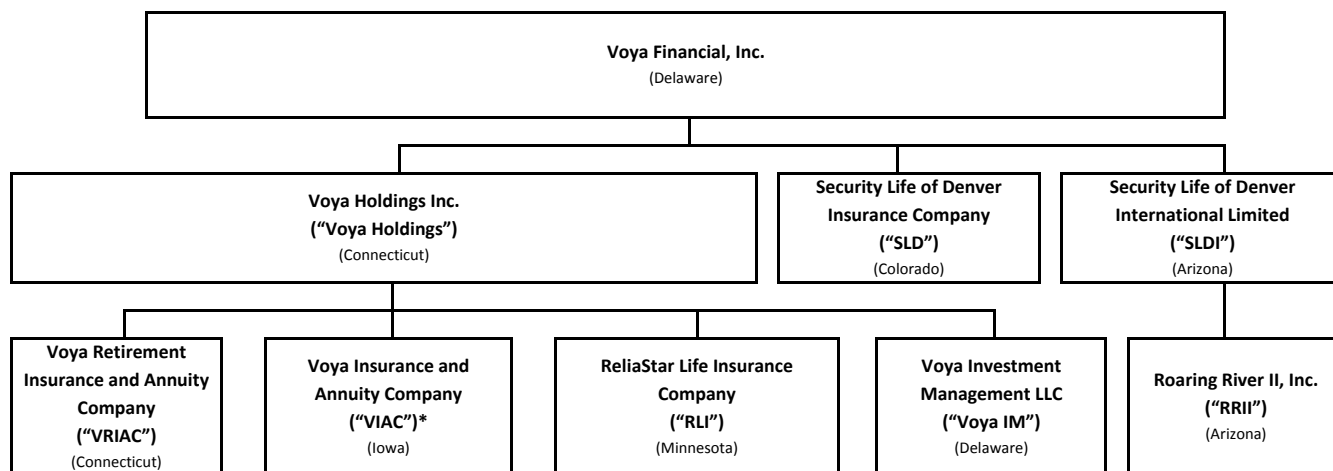 Voya Financial, Inc.
(Delaware)
Voya Holdings Inc.
(“Voya Holdings”)
(Connecticut)
Security Life of Denver
Insurance Company
(“SLD”)
(Colorado)
Security Life of Denver
International Limited
(“SLDI”)
(Arizona)
Voya Retirement
Insurance and Annuity
Company
(“VRIAC”)
(Connecticut)
Voya Insurance and
Annuity Company
(“VIAC”)*
(Iowa)
ReliaStar Life Insurance
Company
(“RLI”)
(Minnesota)
Voya Investment
Management LLC
(“Voya IM”)
(Delaware)
Roaring River II, Inc.
(“RRII”)
(Arizona)